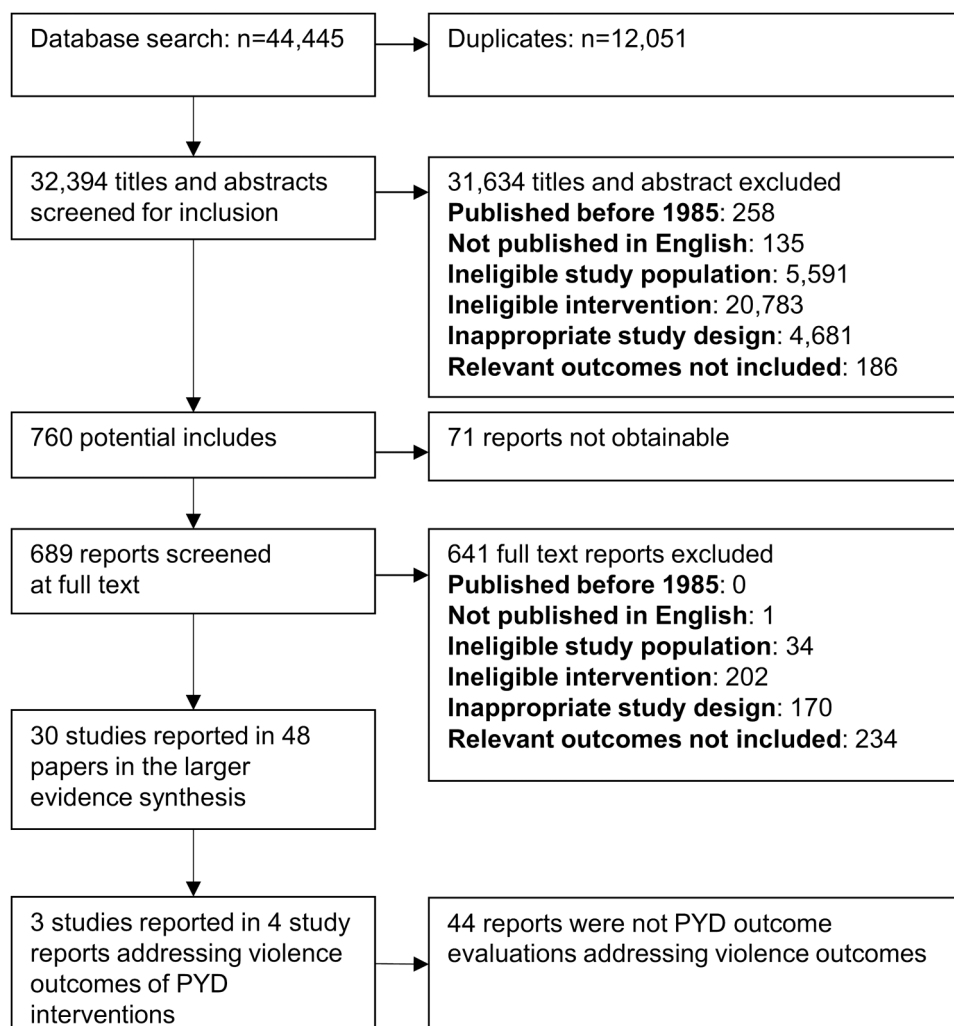 Database search: n=44,445
Duplicates: n=12,051
32,394 titles and abstracts
screened for inclusion
31,634 titles and abstract excluded
Published before 1985: 258
Not published in English: 135
Ineligible study population: 5,591
Ineligible intervention: 20,783
Inappropriate study design: 4,681
Relevant outcomes not included: 186
760 potential includes
71 reports not obtainable
689 reports screened
at full text
641 full text reports excluded
Published before 1985: 0
Not published in English: 1
Ineligible study population: 34
Ineligible intervention: 202
Inappropriate study design: 170
Relevant outcomes not included: 234
30 studies reported in 48
papers in the larger
evidence synthesis
3 studies reported in 4 study
reports addressing violence
outcomes of PYD
interventions
44 reports were not PYD outcome
evaluations addressing violence outcomes